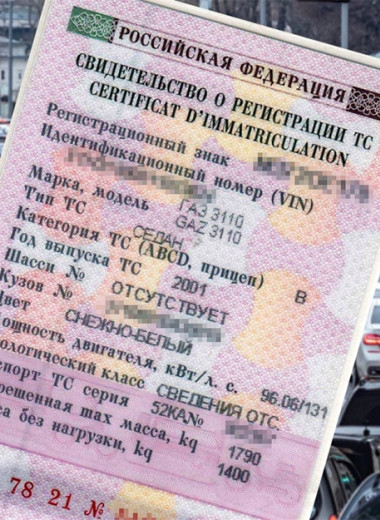 РОССИЙСКАЯ ФЕДЕРАЦИЯ
СВИДЕТЕЛЬСТВО О РЕГИСТРАЦИИ ТС
CERTIFICAT D'IMMATRICULATION
Регистрационный знак
Идентификационный номер (VIN)
Марка, модель ГАЗ 3110
GAZ 3110
Тип ТС СЕДАН
Категория ТС (ABCD, прицеп) B
Год выпуска ТС 2001
Шасси № ОТСУТСТВУЕТ
Кузов №
Цвет СНЕЖНО-БЕЛЫЙ
ощность двигателя, кВт/л. с. 96.06/131
ологический класс СВЕДЕНИЯ ОТС.
спорт ТС серия 52КА №
решенная max масса, kg 1790
са без нагрузки, kg 1400
78 21 №